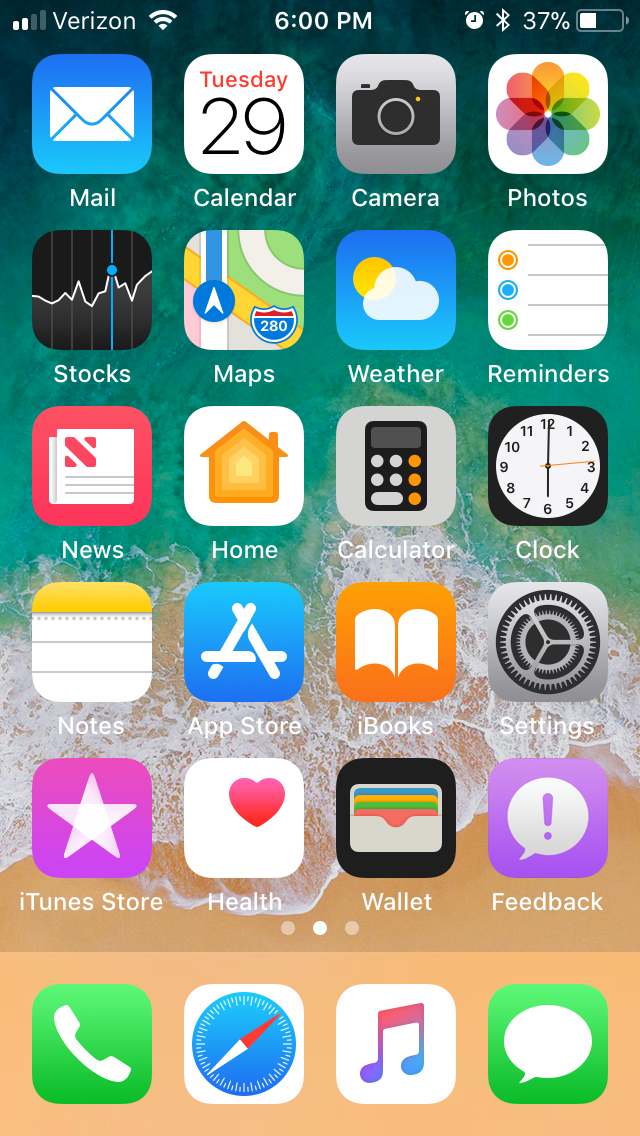 Verizon 6:00 PM 37%
Tuesday
29
Mail Calendar Camera Photos
280
Stocks Maps Weather Reminders
12
11 1
10 2
9 3
8 4
7 5
6
News Home Calculator Clock
Notes App Store iBooks Settings
iTunes Store Health Wallet Feedback